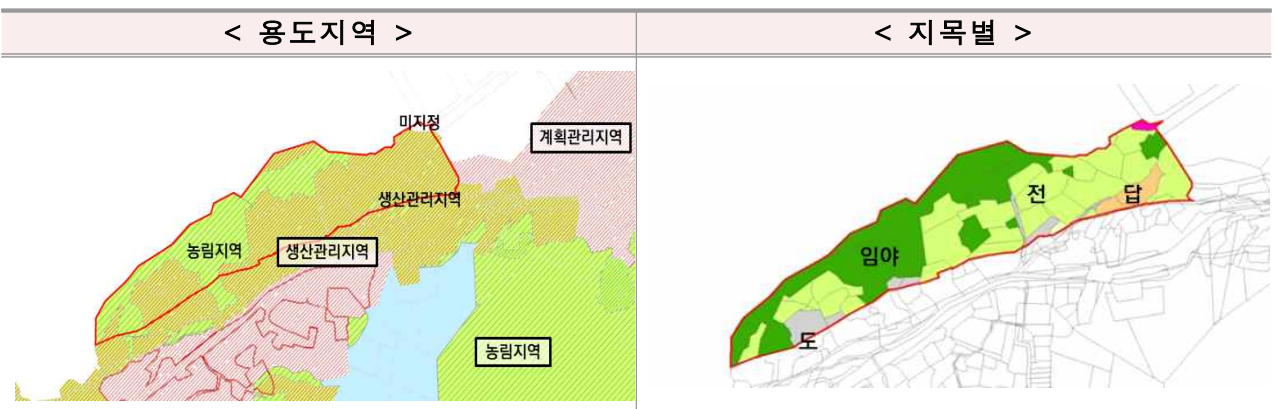 < 용도지역 >
< 지목별 >
미지정
계획관리지역
생산관리지역
농림지역
생산관리지역
농림지역
전
답
임야
도